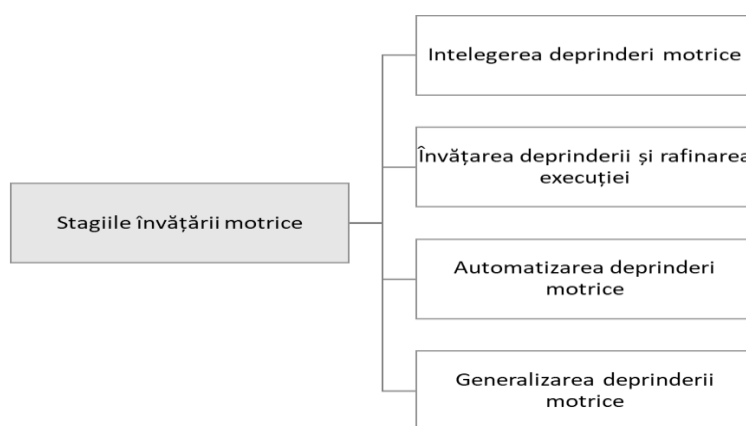 Intelegerea deprinderi motrice
Învățarea deprinderii și rafinarea
execuției
Stagiile învățării motrice
Automatizarea deprinderi
motrice
Generalizarea deprinderii
motrice